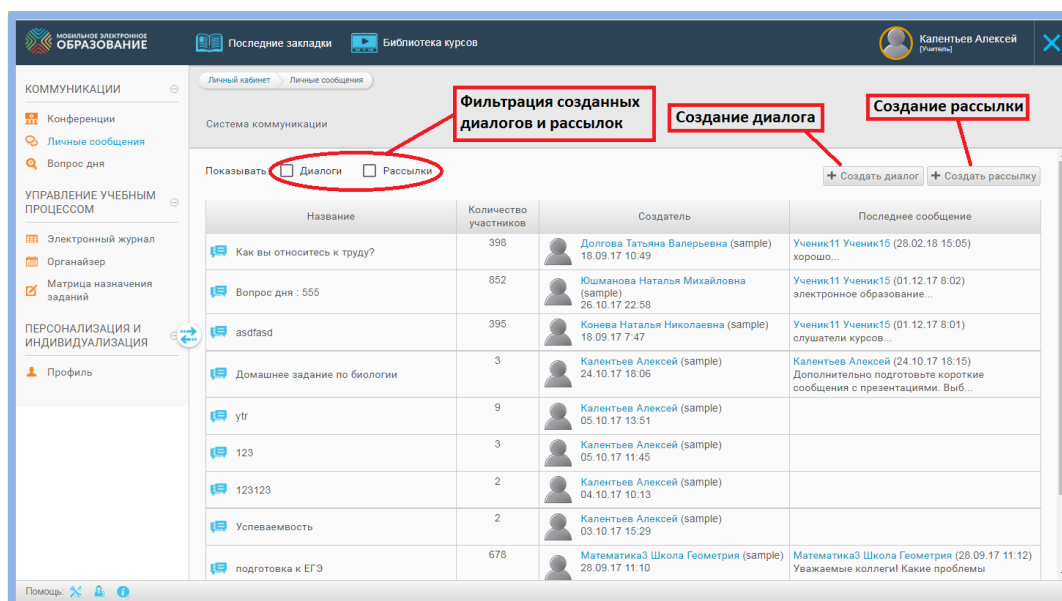 МОБИЛЬНОЕ ЭЛЕКТРОННОЕ
ОБРАЗОВАНИЕ
Последние закладки
Библиотека курсов
Калентьев Алексей
[Учитель]
КОММУНИКАЦИИ
Конференции
Личные сообщения
Вопрос дня
УПРАВЛЕНИЕ УЧЕБНЫМ
ПРОЦЕССОМ
Электронный журнал
Органайзер
Матрица назначения
заданий
ПЕРСОНАЛИЗАЦИЯ И
ИНДИВИДУАЛИЗАЦИЯ
Профиль
Личный кабинет
Личные сообщения
Система коммуникации
Фильтрация созданных
диалогов и рассылок
Создание диалога
Создание рассылки
Показывать:
Диалоги
Рассылки
+ Создать диалог
+ Создать рассылку
Название
Количество
участников
Создатель
Последнее сообщение
Как вы относитесь к труду?
398
Долгова Татьяна Валерьевна (sample)
18.09.17 10:49
Ученик11 Ученик15 (28.02.18 15:05)
хорошо...
Вопрос дня : 555
852
Юшманова Наталья Михайловна
(sample)
26.10.17 22:58
Ученик11 Ученик15 (01.12.17 8:02)
электронное образование...
asdfasd
395
Конева Наталья Николаевна (sample)
18.09.17 7:47
Ученик11 Ученик15 (01.12.17 8:01)
слушатели курсов...
Домашнее задание по биологии
3
Калентьев Алексей (sample)
24.10.17 18:06
Калентьев Алексей (24.10.17 18:15)
Дополнительно подготовьте короткие
сообщения с презентациями. Выб...
ytr
9
Калентьев Алексей (sample)
05.10.17 13:51
123
3
Калентьев Алексей (sample)
05.10.17 11:45
123123
2
Калентьев Алексей (sample)
04.10.17 10:13
Успеваемвость
2
Калентьев Алексей (sample)
03.10.17 15:29
подготовка к ЕГЭ
678
Математика3 Школа Геометрия (sample)
28.09.17 11:10
Математика3 Школа Геометрия (28.09.17 11:12)
Уважаемые коллеги! Какие проблемы
Помощь: